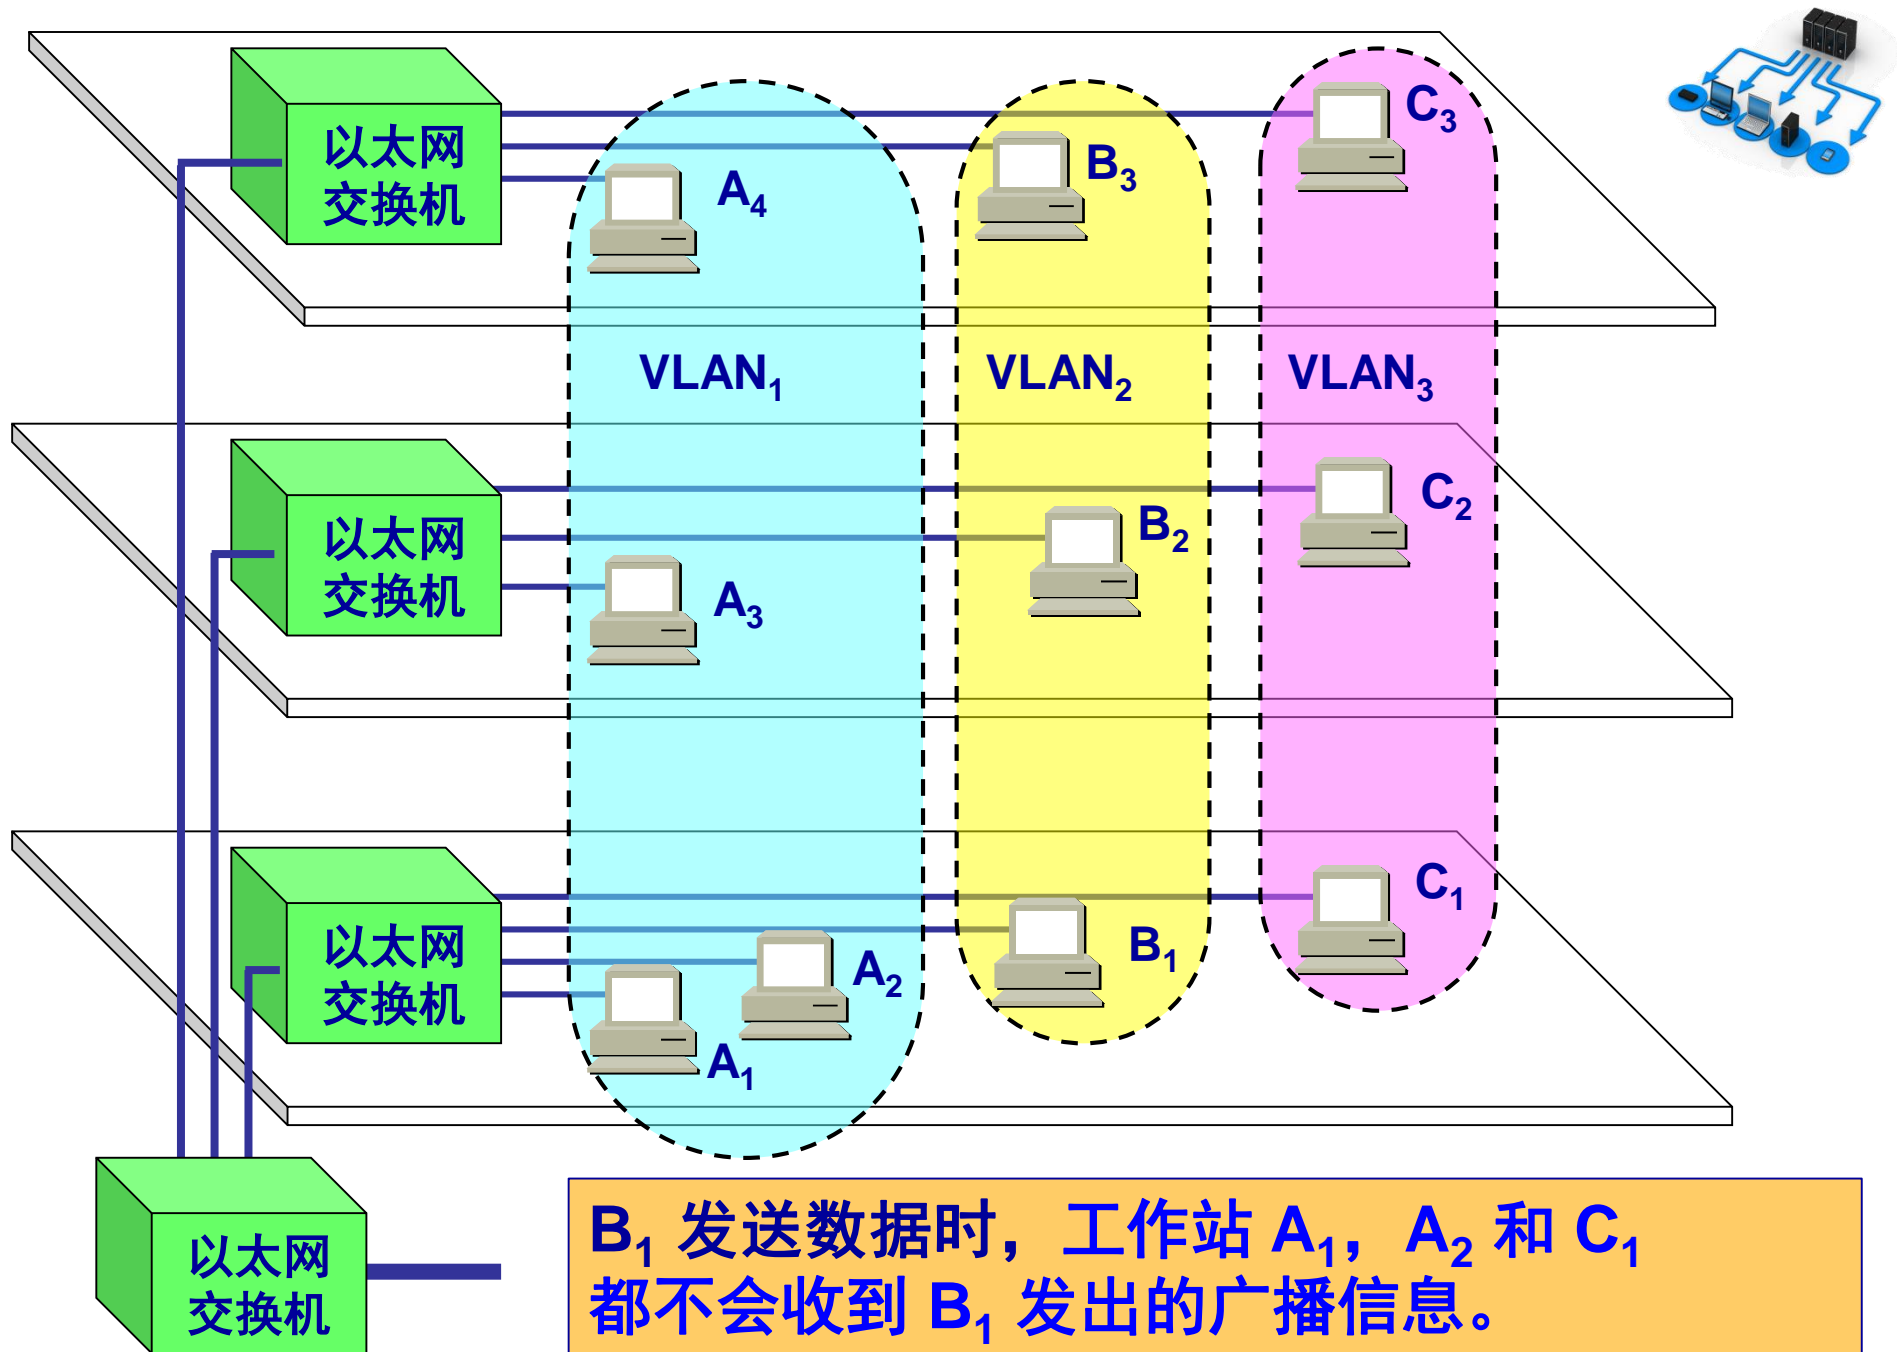 以太网
交换机
A₄
B₃
C₃
VLAN₁
VLAN₂
VLAN₃
以太网
交换机
A₃
B₂
C₂
以太网
交换机
A₁
A₂
B₁
C₁
以太网
交换机
B₁ 发送数据时，工作站 A₁，A₂ 和 C₁
都不会收到 B₁ 发出的广播信息。